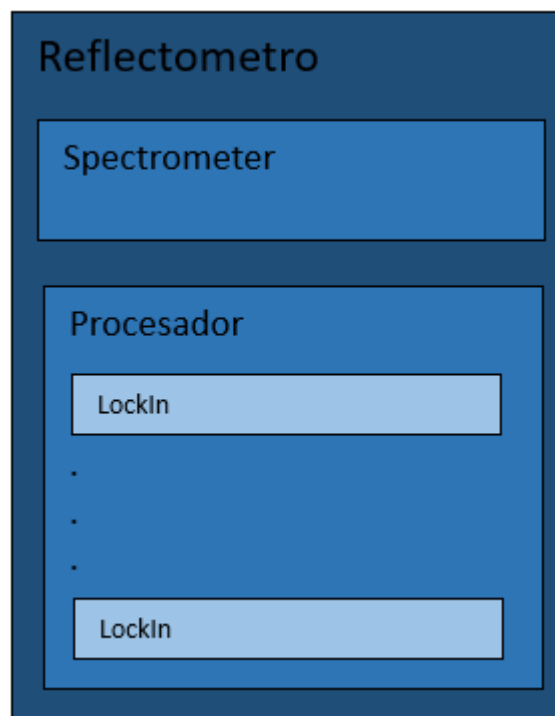 Reflectometro
Spectrometer
Procesador
LockIn
.
.
.
LockIn